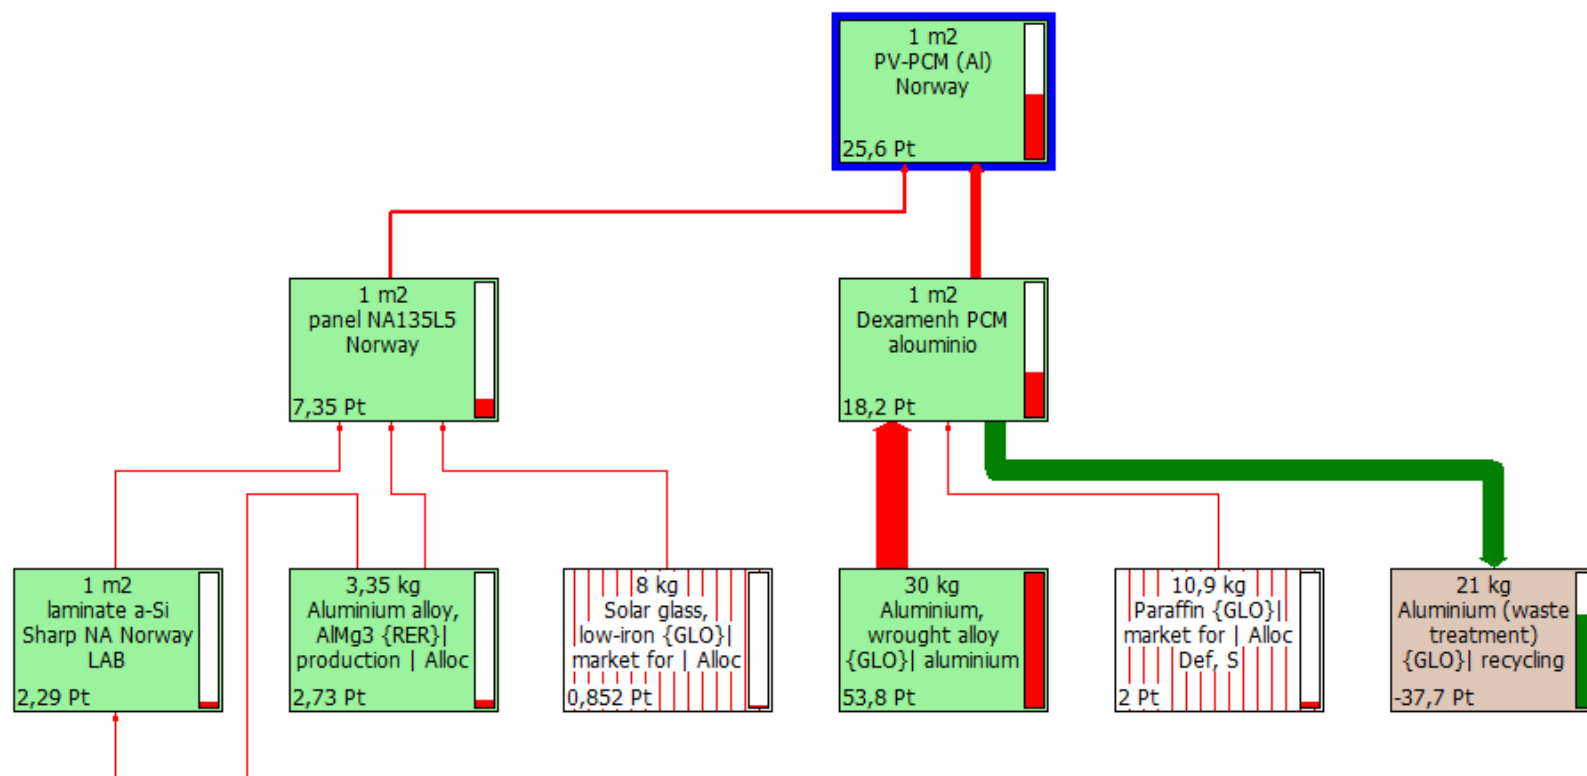 1 m2
PV-PCM (Al)
Norway
25,6 Pt
1 m2
panel NA135L5
Norway
7,35 Pt
1 m2
Dexamenh PCM
alouminio
18,2 Pt
1 m2
laminate a-Si
Sharp NA Norway
LAB
2,29 Pt
3,35 kg
Aluminium alloy,
AlMg3 {RER}|
production | Alloc
2,73 Pt
8 kg
Solar glass,
low-iron {GLO}|
market for | Alloc
0,852 Pt
30 kg
Aluminium,
wrought alloy
{GLO}| aluminium
53,8 Pt
10,9 kg
Paraffin {GLO}|
market for | Alloc
Def, S
2 Pt
21 kg
Aluminium (waste
treatment)
{GLO}| recycling
-37,7 Pt